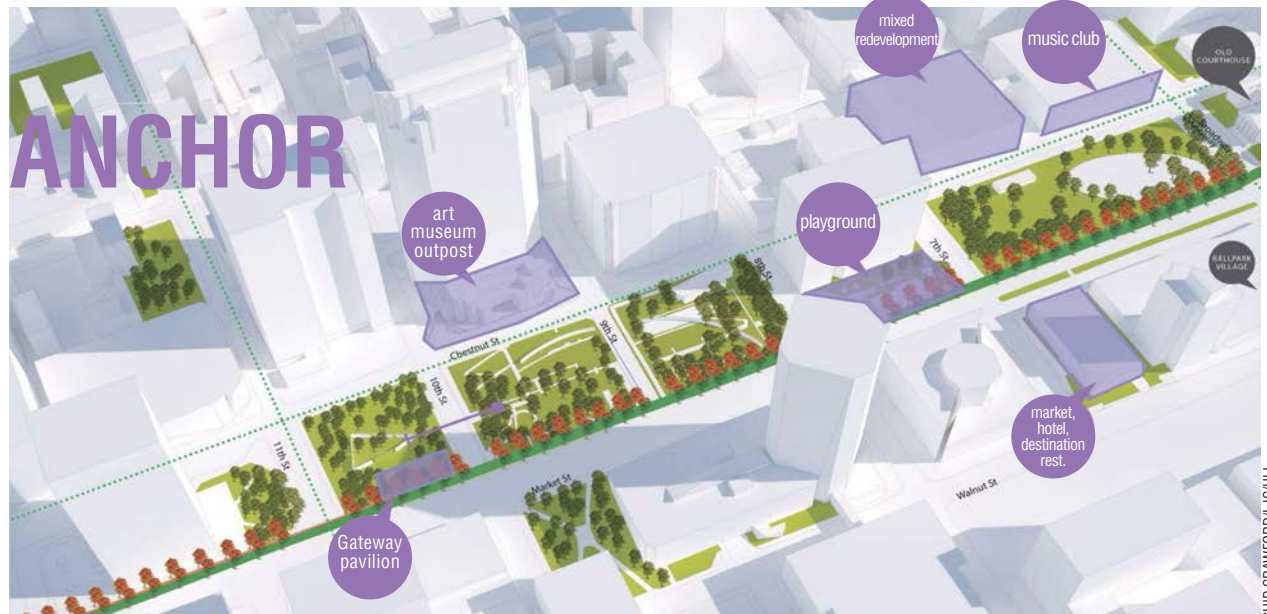 mixed
redevelopment
music club
OLD
COURTHOUSE
ANCHOR
art
museum
outpost
playground
7th St
8th St
BALLPARK
VILLAGE
Chestnut St
9th St
10th St
11th St
market,
hotel,
destination
rest.
Market St
Walnut St
Gateway
pavilion
Broadway